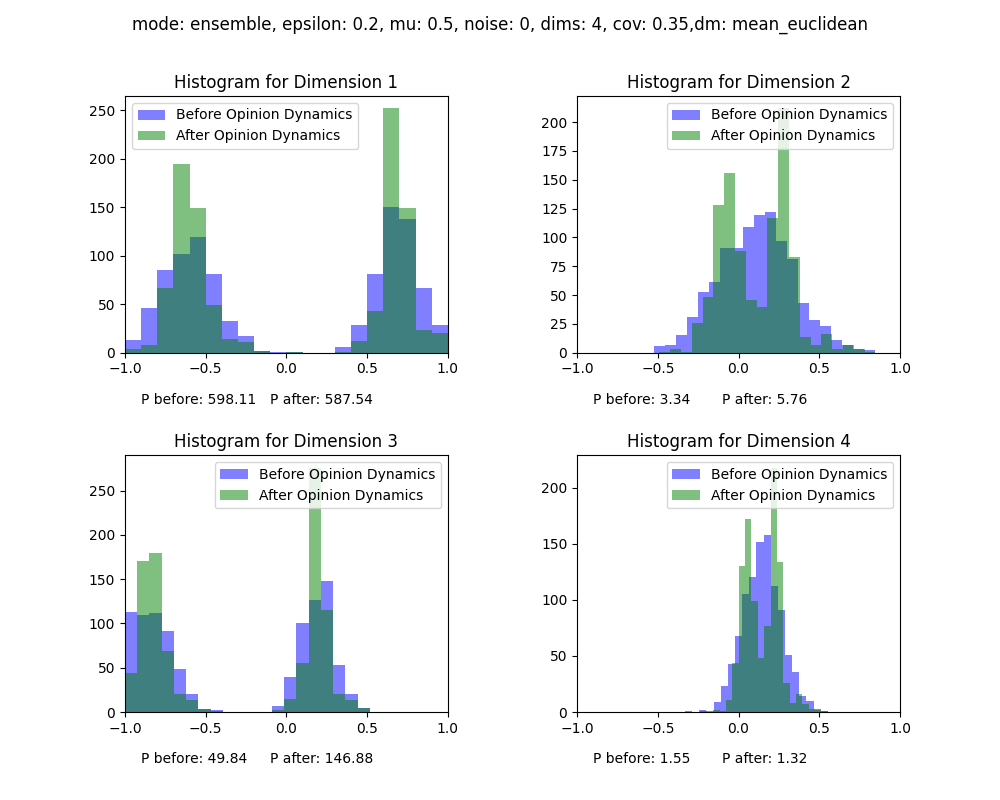 mode: ensemble, epsilon: 0.2, mu: 0.5, noise: 0, dims: 4, cov: 0.35,dm: mean_euclidean
Histogram for Dimension 1
Before Opinion Dynamics
After Opinion Dynamics
250
200
150
100
50
0
−1.0 −0.5 0.0 0.5 1.0
P before: 598.11 P after: 587.54
Histogram for Dimension 2
Before Opinion Dynamics
After Opinion Dynamics
200
175
150
125
100
75
50
25
0
−1.0 −0.5 0.0 0.5 1.0
P before: 3.34 P after: 5.76
Histogram for Dimension 3
Before Opinion Dynamics
After Opinion Dynamics
250
200
150
100
50
0
−1.0 −0.5 0.0 0.5 1.0
P before: 49.84 P after: 146.88
Histogram for Dimension 4
Before Opinion Dynamics
After Opinion Dynamics
200
150
100
50
0
−1.0 −0.5 0.0 0.5 1.0
P before: 1.55 P after: 1.32